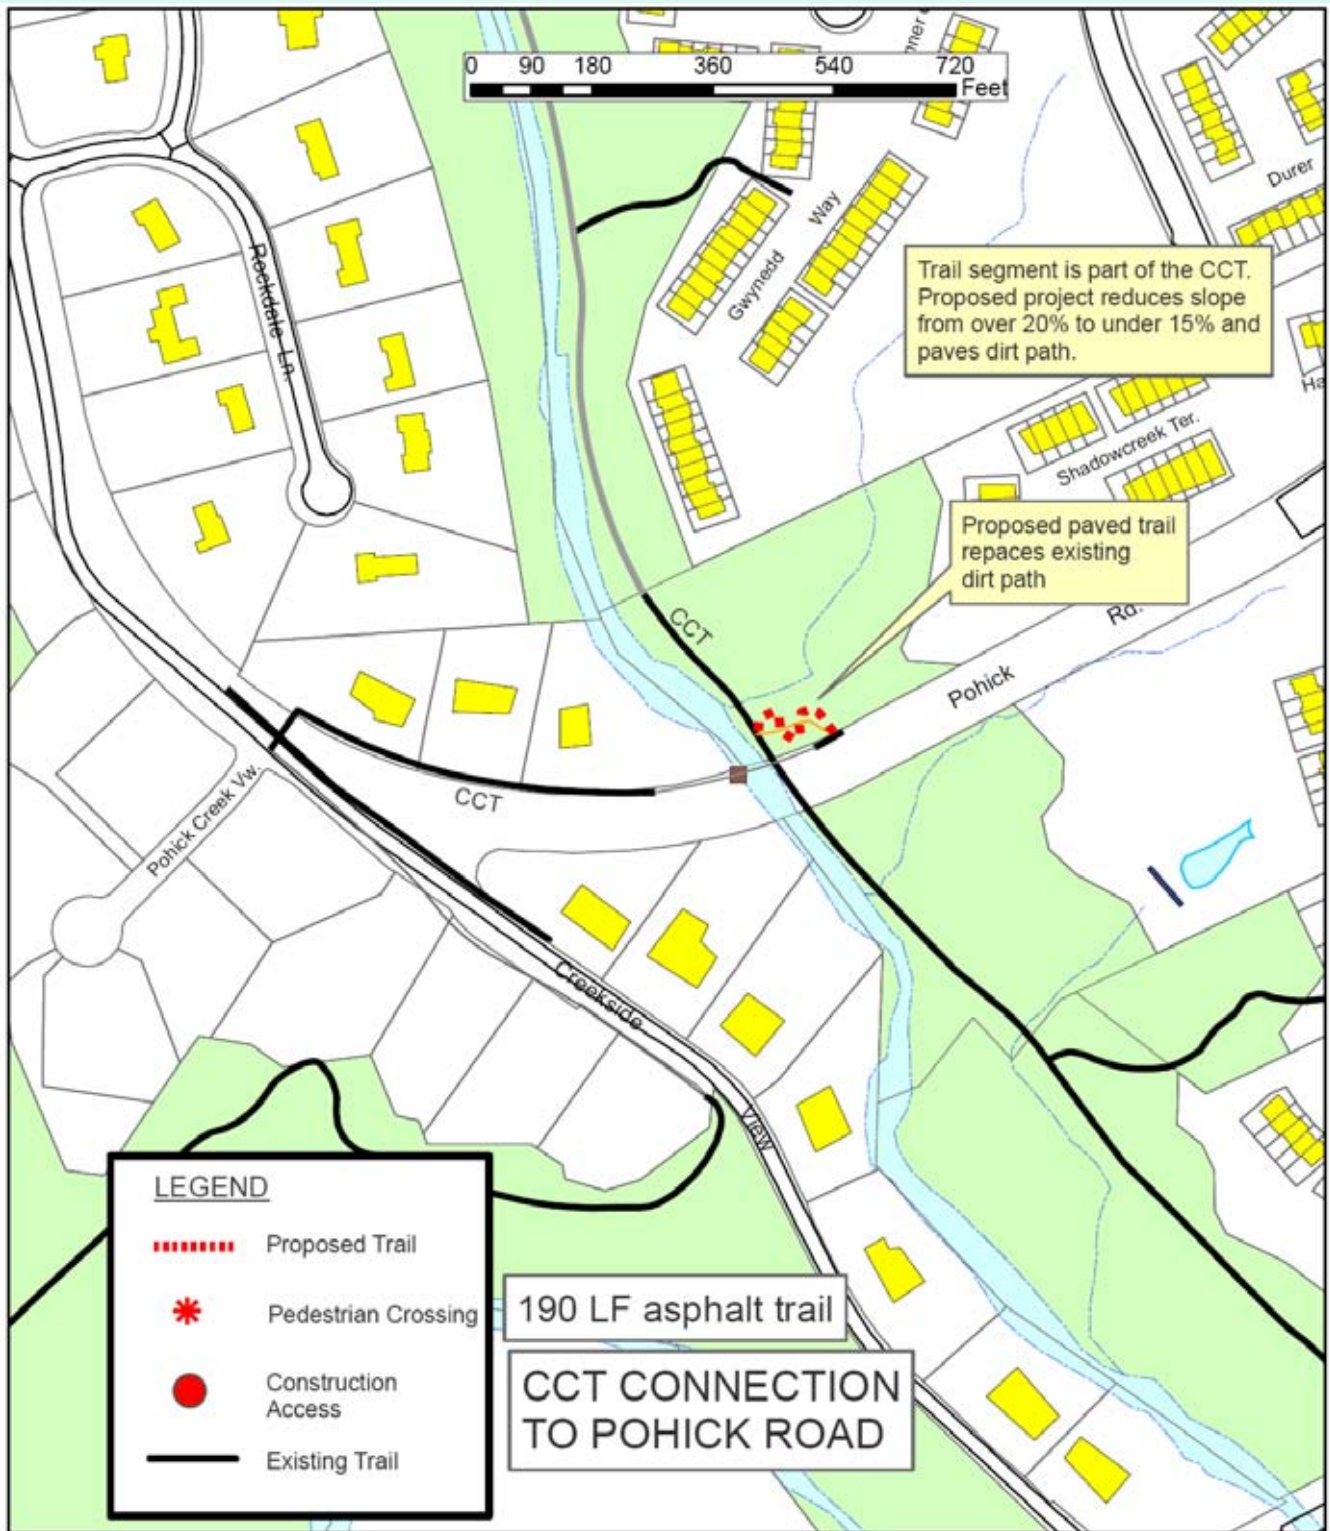 0 90 180 360 540 720
Feet
Way
Gwynedd
Durer
Rockdale Ln.
Trail segment is part of the CCT.
Proposed project reduces slope
from over 20% to under 15% and
paves dirt path.
Shadowcreek Ter.
Proposed paved trail
repaces existing
dirt path
CCT
Pohick
Rd.
CCT
Pohick Creek Vw.
Creekside
View
LEGEND
Proposed Trail
Pedestrian Crossing
Construction
Access
Existing Trail
190 LF asphalt trail
CCT CONNECTION
TO POHICK ROAD